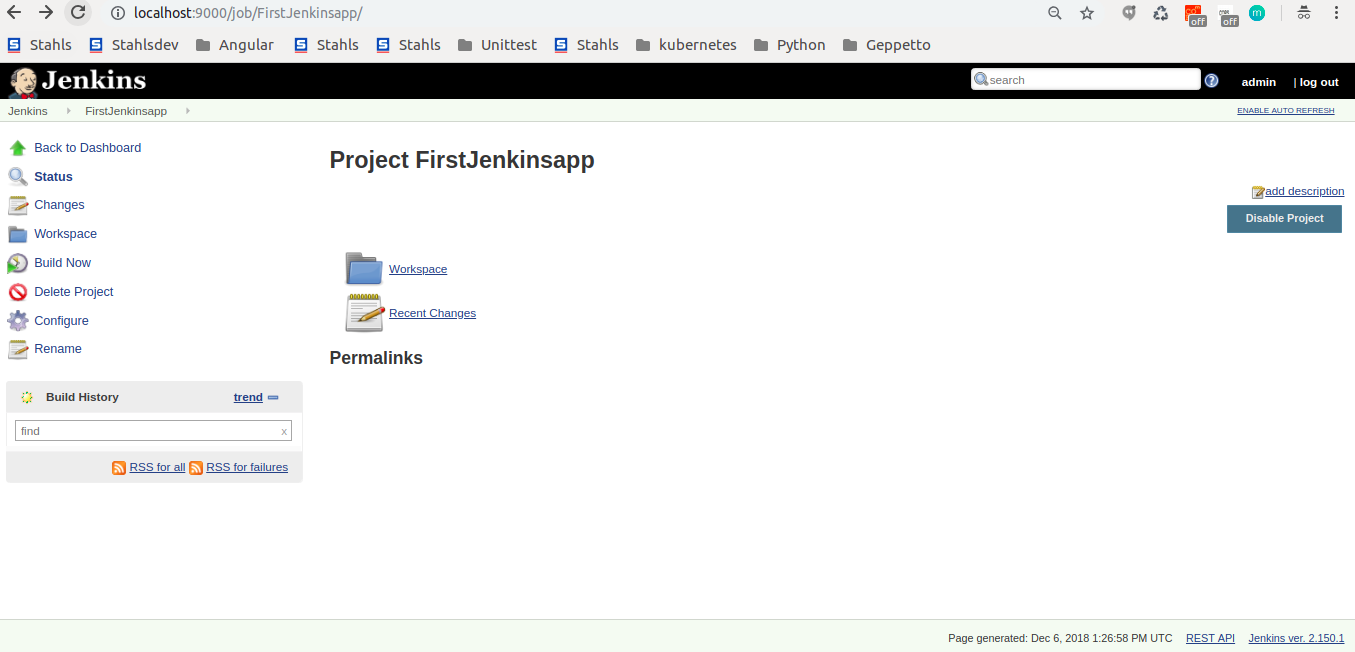 localhost:9000/job/FirstJenkinsapp/
off off m
Stahls Stahlsdev Angular Stahls Stahls Unittest Stahls kubernetes Python Geppetto
Jenkins search ? admin | log out
Jenkins FirstJenkinsapp ENABLE AUTO REFRESH
Back to Dashboard
Status
Changes
Workspace
Build Now
Delete Project
Configure
Rename
Build History trend
find x
RSS for all RSS for failures
Project FirstJenkinsapp
add description
Disable Project
Workspace
Recent Changes
Permalinks
Page generated: Dec 6, 2018 1:26:58 PM UTC REST API Jenkins ver. 2.150.1